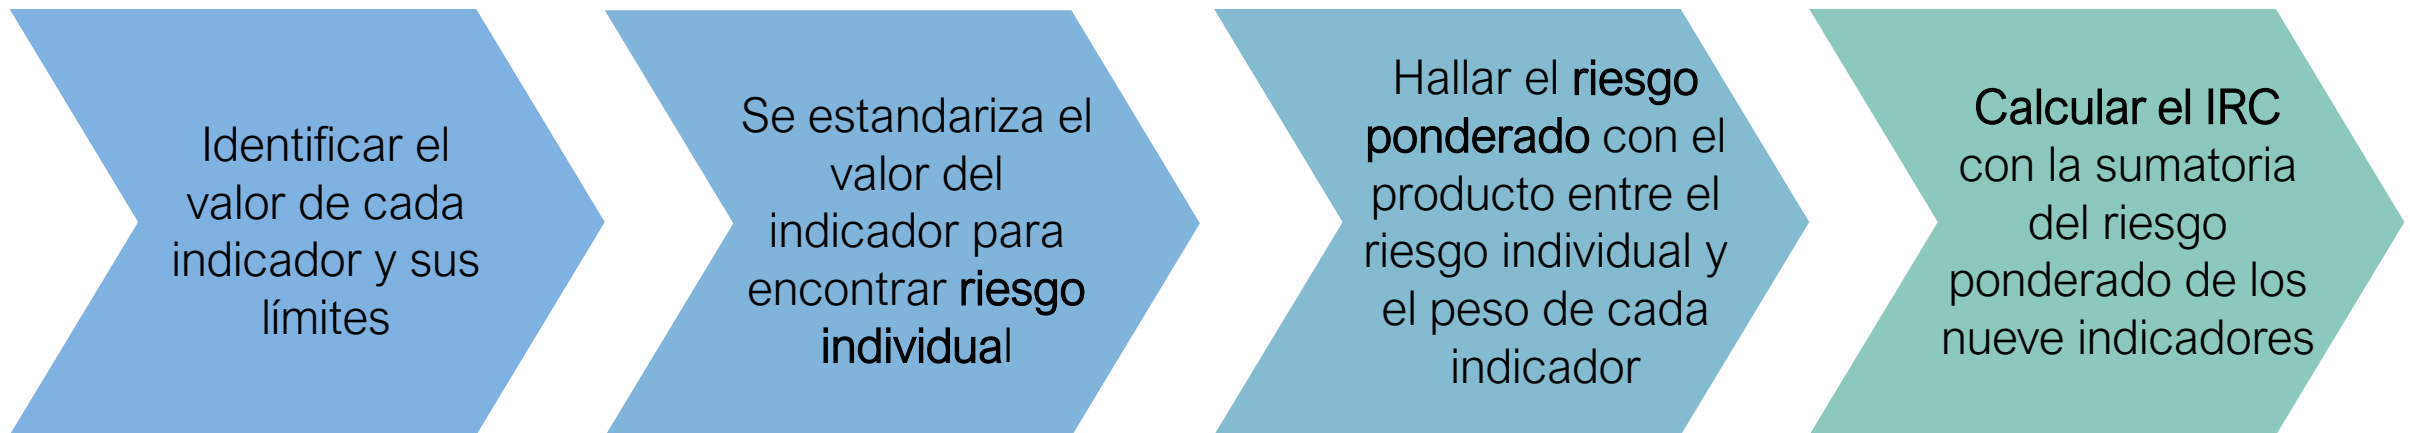 Identificar el
valor de cada
indicador y sus
límites
Se estandariza el
valor del
indicador para
encontrar riesgo
individual
Hallar el riesgo
ponderado con el
producto entre el
riesgo individual y
el peso de cada
indicador
Calcular el IRC
con la sumatoria
del riesgo
ponderado de los
nueve indicadores